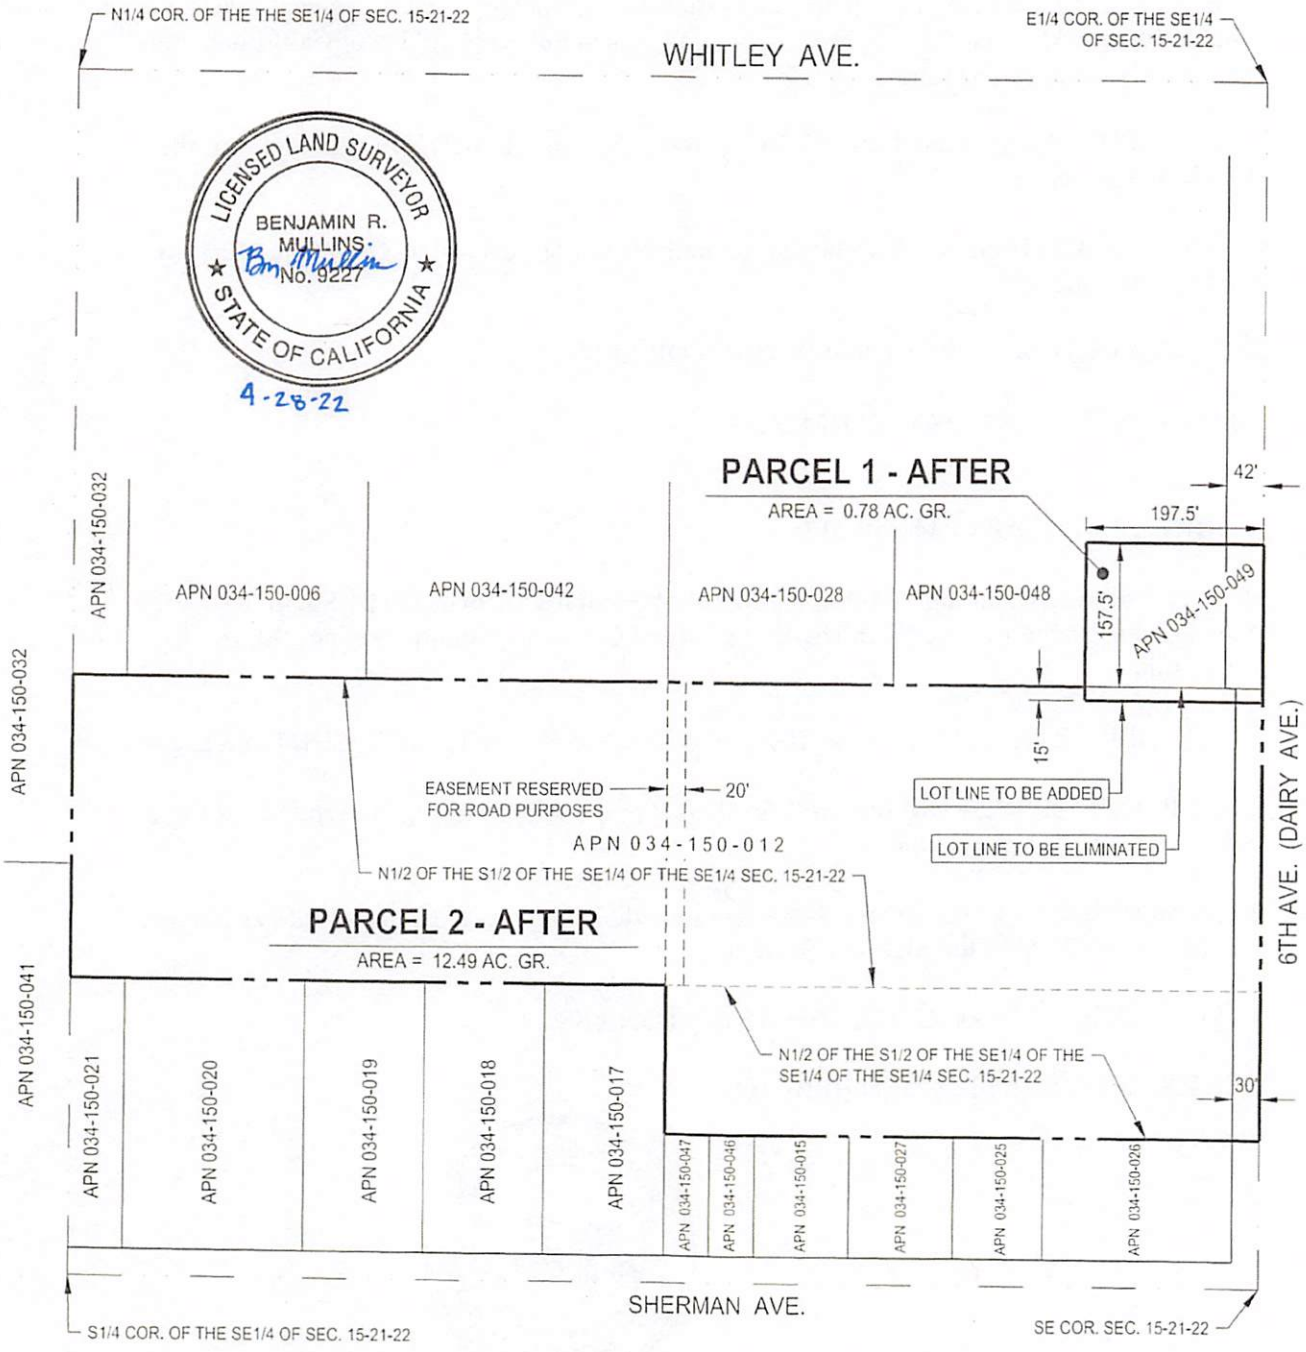 N1/4 COR. OF THE THE SE1/4 OF SEC. 15-21-22
E1/4 COR. OF THE SE1/4
OF SEC. 15-21-22
WHITLEY AVE.
LICENSED LAND SURVEYOR
BENJAMIN R.
MULLINS
Ben Mullin
No. 9227
STATE OF CALIFORNIA
4-28-22
PARCEL 1 - AFTER
AREA = 0.78 AC. GR.
42'
197.5'
157.5'
APN 034-150-049
APN 034-150-032
APN 034-150-006
APN 034-150-042
APN 034-150-028
APN 034-150-048
APN 034-150-032
15'
EASEMENT RESERVED
FOR ROAD PURPOSES
20'
LOT LINE TO BE ADDED
APN 034-150-012
LOT LINE TO BE ELIMINATED
6TH AVE. (DAIRY AVE.)
N1/2 OF THE S1/2 OF THE SE1/4 OF THE SE1/4 SEC. 15-21-22
PARCEL 2 - AFTER
AREA = 12.49 AC. GR.
APN 034-150-041
N1/2 OF THE S1/2 OF THE SE1/4 OF THE
SE1/4 OF THE SE1/4 SEC. 15-21-22
30'
APN 034-150-021
APN 034-150-020
APN 034-150-019
APN 034-150-018
APN 034-150-017
APN 034-150-047
APN 034-150-046
APN 034-150-015
APN 034-150-027
APN 034-150-025
APN 034-150-026
SHERMAN AVE.
S1/4 COR. OF THE SE1/4 OF SEC. 15-21-22
SE COR. SEC. 15-21-22